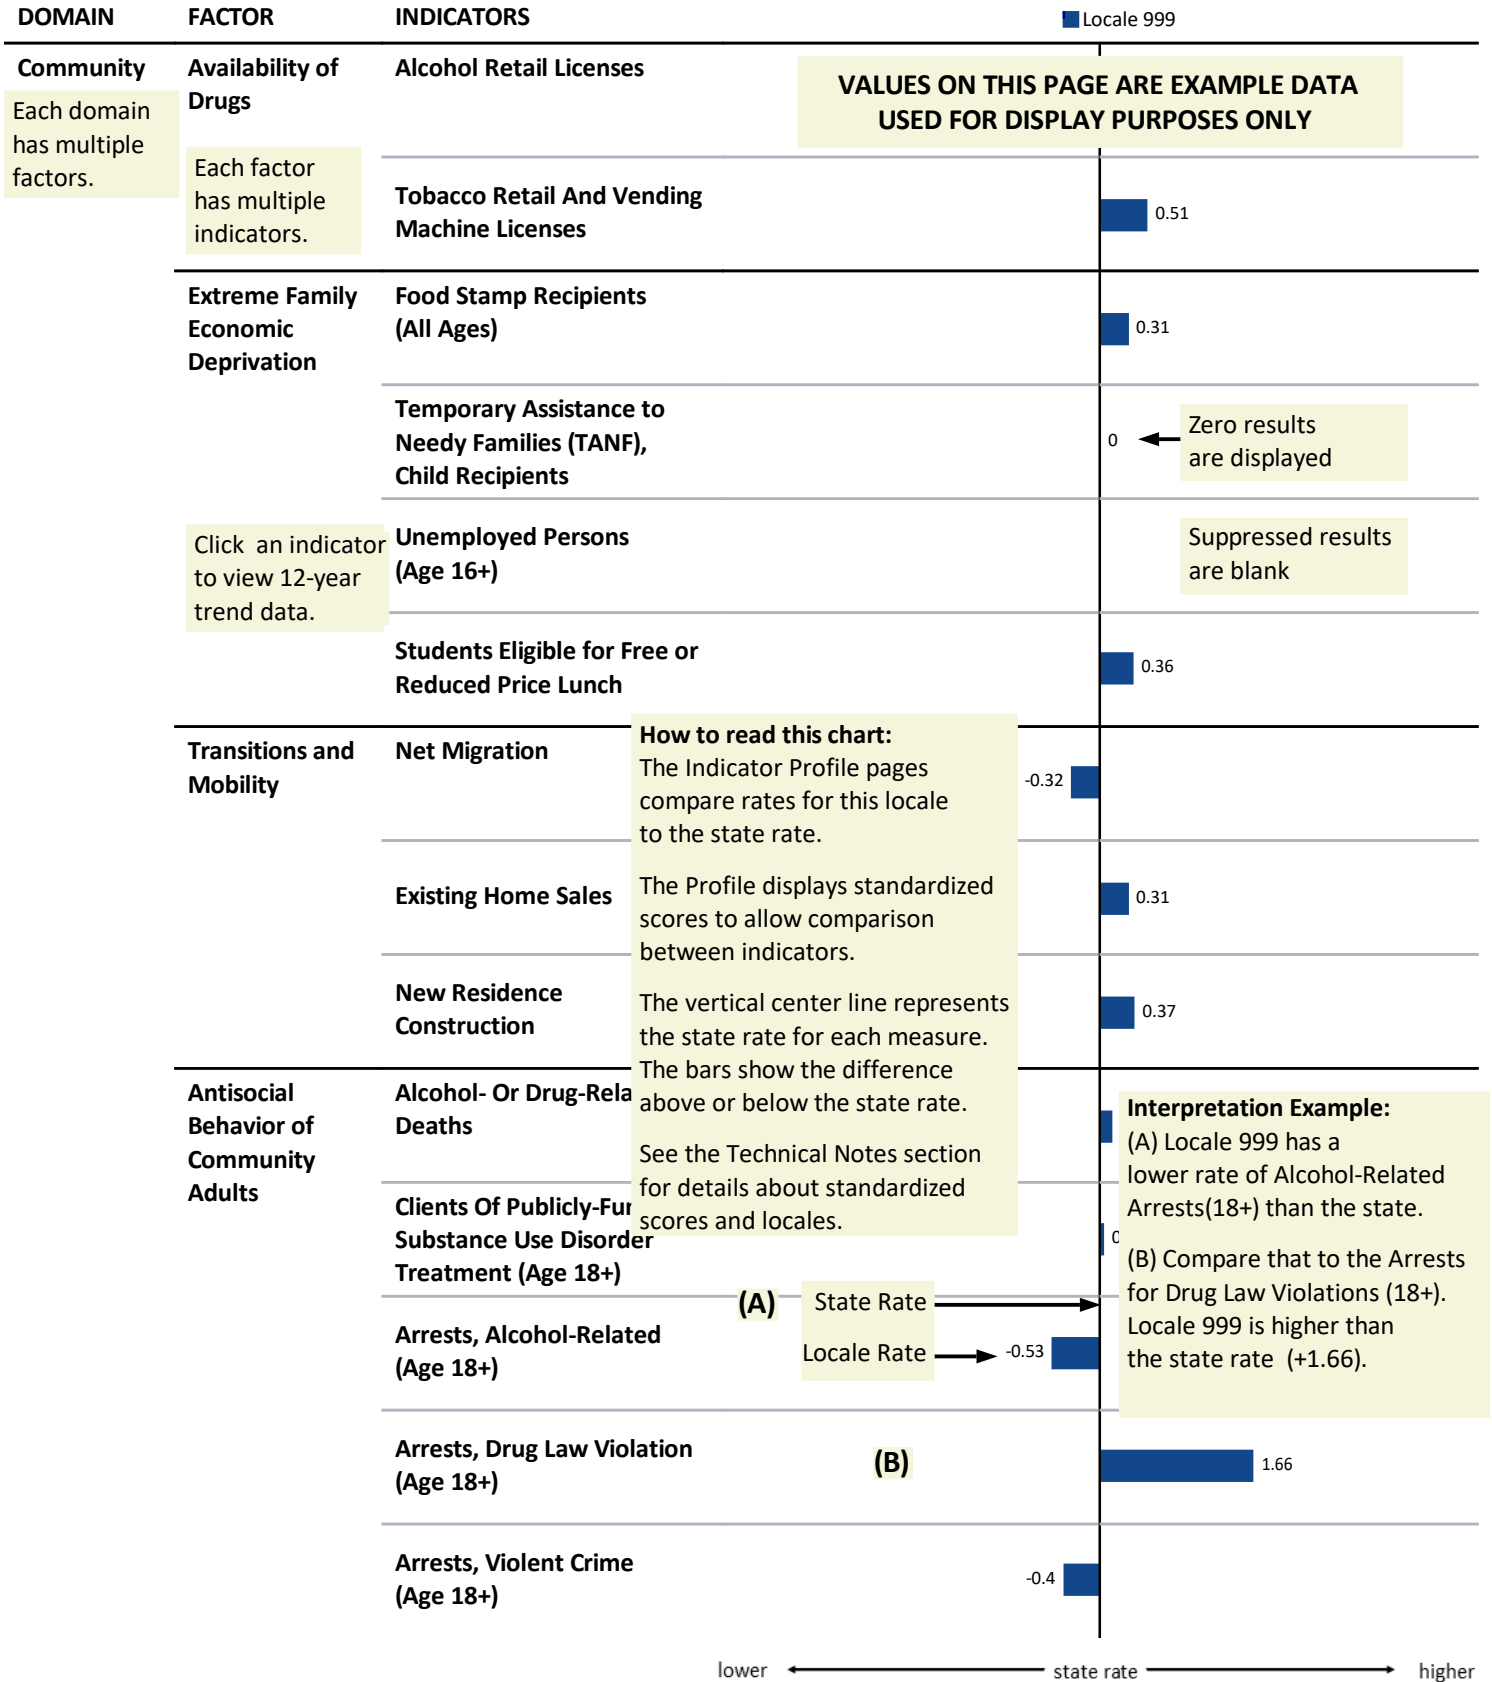 DOMAIN FACTOR INDICATORS Locale 999
Community
Each domain
has multiple
factors.
Availability of
Drugs
Each factor
has multiple
indicators.
Alcohol Retail Licenses
VALUES ON THIS PAGE ARE EXAMPLE DATA
USED FOR DISPLAY PURPOSES ONLY
Tobacco Retail And Vending
Machine Licenses
0.51
Extreme Family
Economic
Deprivation
Food Stamp Recipients
(All Ages)
0.31
Temporary Assistance to
Needy Families (TANF),
Child Recipients
0
Zero results
are displayed
Click an indicator
to view 12-year
trend data.
Unemployed Persons
(Age 16+)
Suppressed results
are blank
Students Eligible for Free or
Reduced Price Lunch
0.36
Transitions and
Mobility
Net Migration
-0.32
How to read this chart:
The Indicator Profile pages
compare rates for this locale
to the state rate.
The Profile displays standardized
scores to allow comparison
between indicators.
The vertical center line represents
the state rate for each measure.
The bars show the difference
above or below the state rate.
See the Technical Notes section
for details about standardized
scores and locales.
Existing Home Sales
0.31
New Residence
Construction
0.37
Antisocial
Behavior of
Community
Adults
Alcohol- Or
Deaths
Interpretation Example:
(A) Locale 999 has a
lower rate of Alcohol-Related
Arrests(18+) than the state.
(B) Compare that to the Arrests
for Drug Law Violations (18+).
Locale 999 is higher than
the state rate (+1.66).
Clients Of
Substance Use Disorder
Treatment (Age 18+)
(A) State Rate
Locale Rate
Arrests, Alcohol-Related
(Age 18+)
-0.53
Arrests, Drug Law Violation
(Age 18+)
(B)
1.66
Arrests, Violent Crime
(Age 18+)
-0.4
lower state rate higher